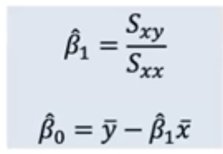 β̂₁ = Sxy / Sxx
β̂₀ = ȳ − β̂₁x̄